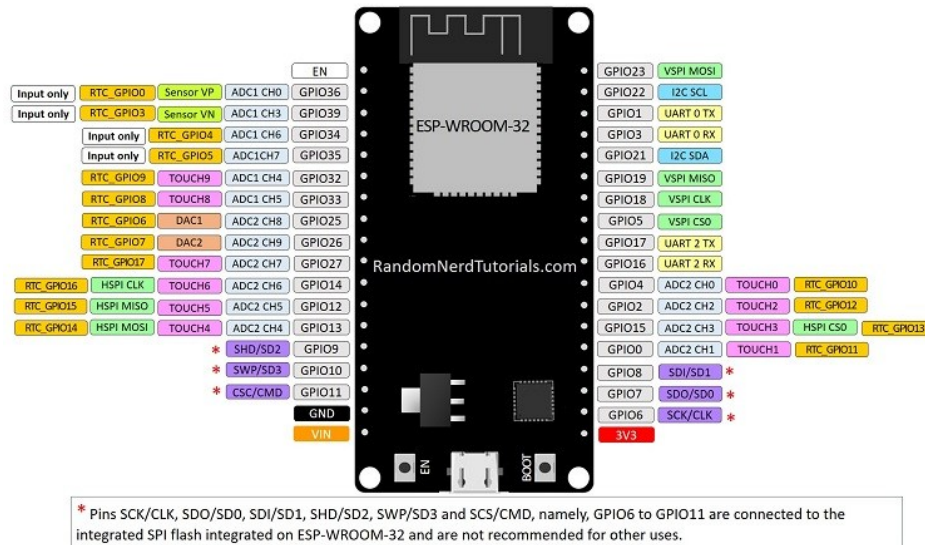 EN GPIO23 VSPI MOSI
Input only RTC_GPIO0 Sensor VP ADC1 CH0 GPIO36 GPIO22 I2C SCL
Input only RTC_GPIO3 Sensor VN ADC1 CH3 GPIO39 ESP-WROOM-32 GPIO1 UART 0 TX
Input only RTC_GPIO4 ADC1 CH6 GPIO34 GPIO3 UART 0 RX
Input only RTC_GPIO5 ADC1CH7 GPIO35 GPIO21 I2C SDA
RTC_GPIO9 TOUCH9 ADC1 CH4 GPIO32 GPIO19 VSPI MISO
RTC_GPIO8 TOUCH8 ADC1 CH5 GPIO33 GPIO18 VSPI CLK
RTC_GPIO6 DAC1 ADC2 CH8 GPIO25 GPIO5 VSPI CS0
RTC_GPIO7 DAC2 ADC2 CH9 GPIO26 GPIO17 UART 2 TX
RTC_GPIO17 TOUCH7 ADC2 CH7 GPIO27 RandomNerdTutorials.com GPIO16 UART 2 RX
RTC_GPIO16 HSPI CLK TOUCH6 ADC2 CH6 GPIO14 GPIO4 ADC2 CH0 TOUCH0 RTC_GPIO10
RTC_GPIO15 HSPI MISO TOUCH5 ADC2 CH5 GPIO12 GPIO2 ADC2 CH2 TOUCH2 RTC_GPIO12
RTC_GPIO14 HSPI MOSI TOUCH4 ADC2 CH4 GPIO13 GPIO15 ADC2 CH3 TOUCH3 HSPI CS0 RTC_GPIO13
* SHD/SD2 GPIO9 GPIO0 ADC2 CH1 TOUCH1 RTC_GPIO11
* SWP/SD3 GPIO10 GPIO8 SDI/SD1 *
* CSC/CMD GPIO11 GPIO7 SDO/SD0 *
GND GPIO6 SCK/CLK *
VIN 3V3
EN BOOT
* Pins SCK/CLK, SDO/SD0, SDI/SD1, SHD/SD2, SWP/SD3 and SCS/CMD, namely, GPIO6 to GPIO11 are connected to the
integrated SPI flash integrated on ESP-WROOM-32 and are not recommended for other uses.